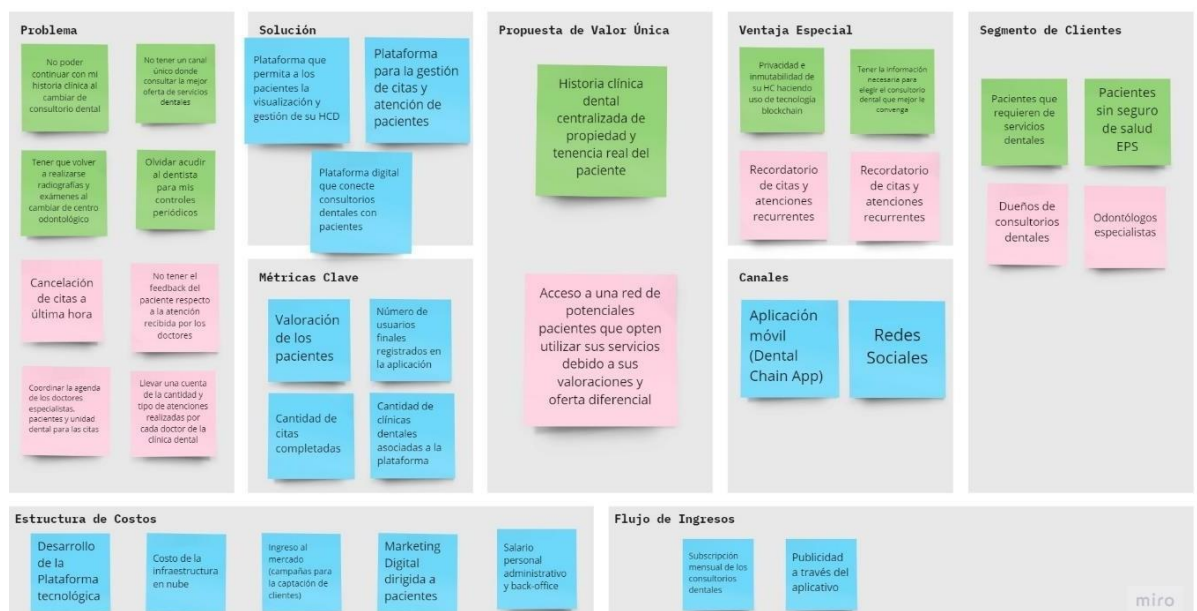 Problema
No poder
continuar con mi
historia clínica al
cambiar de
consultorio dental
No tener un canal
único donde
consultar la mejor
oferta de servicios
dentales
Tener que volver
a realizarse
radiografías y
exámenes al
cambiar de centro
odontológico
Olvidar acudir
al dentista
para mis
controles
periódicos
Cancelación
de citas a
última hora
No tener el
feedback del
paciente respecto
a la atención
recibida por los
doctores
Coordinar la agenda
de los doctores
especialistas,
pacientes y unidad
dental para las citas
Llevar una cuenta
de la cantidad y
tipo de atenciones
realizadas por
cada doctor de la
clínica dental
Solución
Plataforma que
permita a los
pacientes la
visualización y
gestión de su HCD
Plataforma
para la gestión
de citas y
atención de
pacientes
Plataforma digital
que conecte
consultorios
dentales con
pacientes
Métricas Clave
Valoración
de los
pacientes
Número de
usuarios
finales
registrados en
la aplicación
Cantidad de
citas
completadas
Cantidad de
clínicas
dentales
asociadas a la
plataforma
Propuesta de Valor Única
Historia clínica
dental
centralizada de
propiedad y
tenencia real del
paciente
Acceso a una red de
potenciales
pacientes que opten
utilizar sus servicios
debido a sus
valoraciones y
oferta diferencial
Ventaja Especial
Privacidad e
inmutabilidad de
su HC haciendo
uso de tecnología
blockchain
Tener la información
necesaria para
elegir el consultorio
dental que mejor le
convenga
Recordatorio
de citas y
atenciones
recurrentes
Recordatorio
de citas y
atenciones
recurrentes
Canales
Aplicación
móvil
(Dental
Chain App)
Redes
Sociales
Segmento de Clientes
Pacientes que
requieren de
servicios
dentales
Pacientes
sin seguro
de salud
EPS
Dueños de
consultorios
dentales
Odontólogos
especialistas
Estructura de Costos
Desarrollo
de la
Plataforma
tecnológica
Costo de la
infraestructura
en nube
Ingreso al
mercado
(campañas para
la captación de
clientes)
Marketing
Digital
dirigida a
pacientes
Salario
personal
administrativo
y back-office
Flujo de Ingresos
Subscripción
mensual de los
consultorios
dentales
Publicidad
a través del
aplicativo
miro